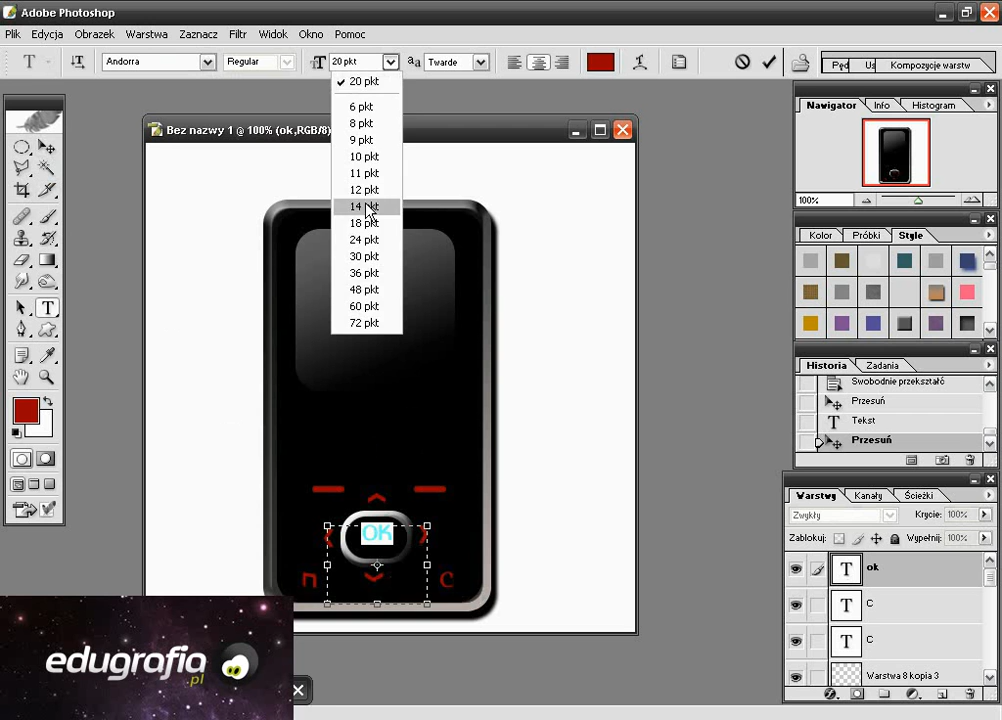 Adobe Photoshop
Plik Edycja Obrazek Warstwa Zaznacz Filtr Widok Okno Pomoc
T Andorra Regular T 20 pkt aa Twarde Pęd Us Kompozycje warstw
20 pkt
6 pkt
8 pkt
9 pkt
10 pkt
11 pkt
12 pkt
14 pkt
18 pkt
24 pkt
30 pkt
36 pkt
48 pkt
60 pkt
72 pkt
Bez nazwy 1 @ 100% (ok,RGB/8)
OK
C
edugrafia
.pl
Nawigator Info Histogram
100%
Kolor Próbki Style
Historia Zadania
Swobodnie przekształć
Przesuń
T Tekst
Przesuń
Warstwy Kanały Ścieżki
Zwykły Krycie: 100%
Zablokuj: Wypełnij: 100%
T ok
T C
T C
Warstwa 8 kopia 3